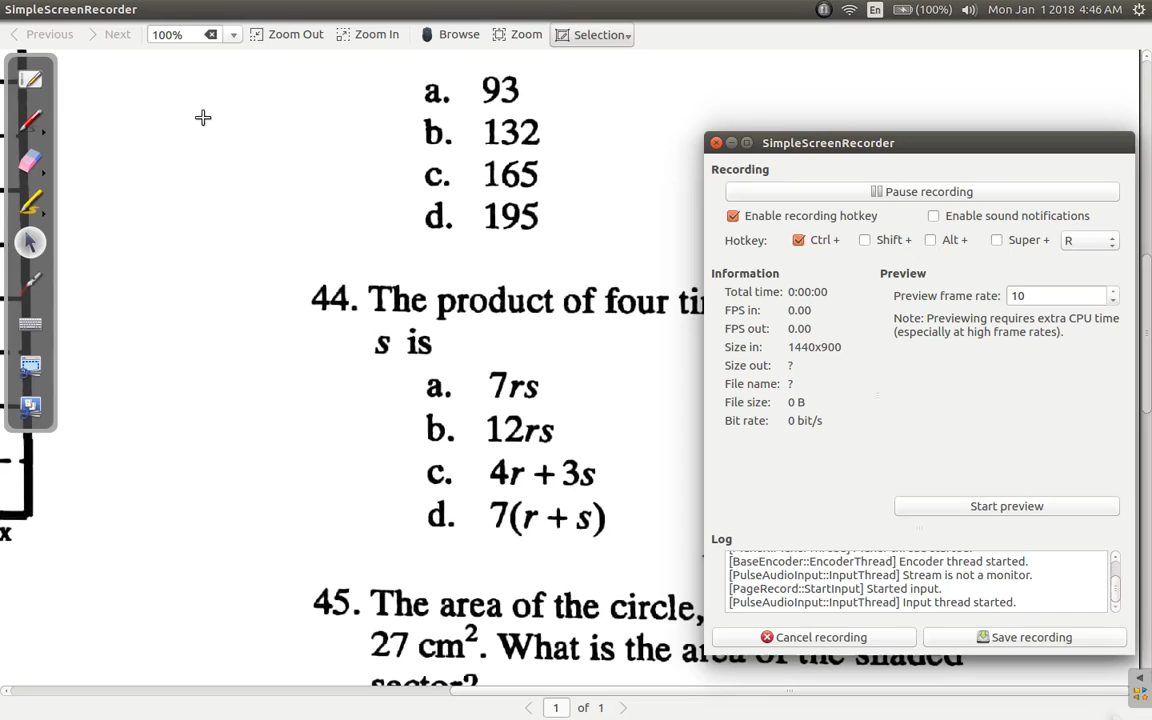 SimpleScreenRecorder
En (100%) Mon Jan 1 2018 4:46 AM
Previous Next 100% Zoom Out Zoom In Browse Zoom Selection
a. 93
b. 132
c. 165
d. 195
44. The product of four
s is
a. 7rs
b. 12rs
c. 4r + 3s
d. 7(r + s)
45. The area of the circle,
27 cm². What is the area of the shaded
sector?
x
SimpleScreenRecorder
Recording
Pause recording
Enable recording hotkey Enable sound notifications
Hotkey: Ctrl + Shift + Alt + Super + R
Information
Total time: 0:00:00
FPS in: 0.00
FPS out: 0.00
Size in: 1440x900
Size out: ?
File name: ?
File size: 0 B
Bit rate: 0 bit/s
Preview
Preview frame rate: 10
Note: Previewing requires extra CPU time
(especially at high frame rates).
Start preview
Log
[BaseEncoder::EncoderThread] Encoder thread started.
[PulseAudioInput::InputThread] Stream is not a monitor.
[PageRecord::StartInput] Started input.
[PulseAudioInput::InputThread] Input thread started.
Cancel recording Save recording
1 of 1